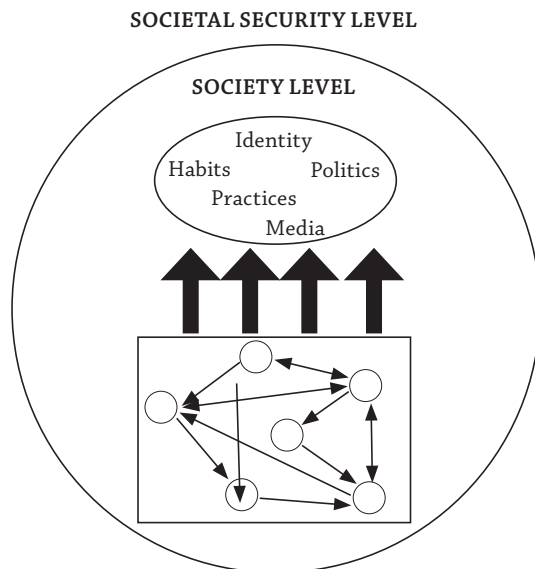 SOCIETAL SECURITY LEVEL
SOCIETY LEVEL
Identity
Habits Politics
Practices
Media